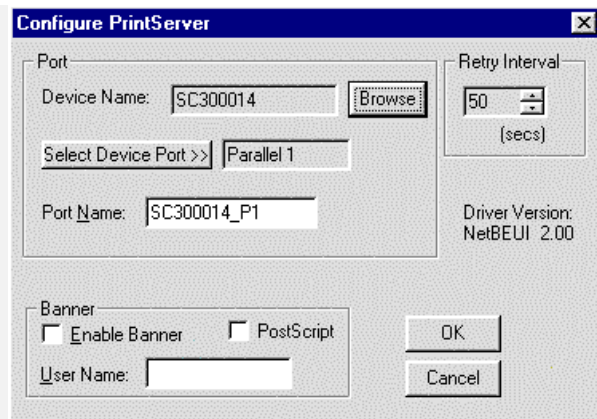 Configure PrintServer
Port
Device Name: SC300014 Browse
Select Device Port >> Parallel 1
Port Name: SC300014_P1
Retry Interval
50
(secs)
Driver Version:
NetBEUI 2.00
Banner
Enable Banner PostScript
User Name:
OK
Cancel